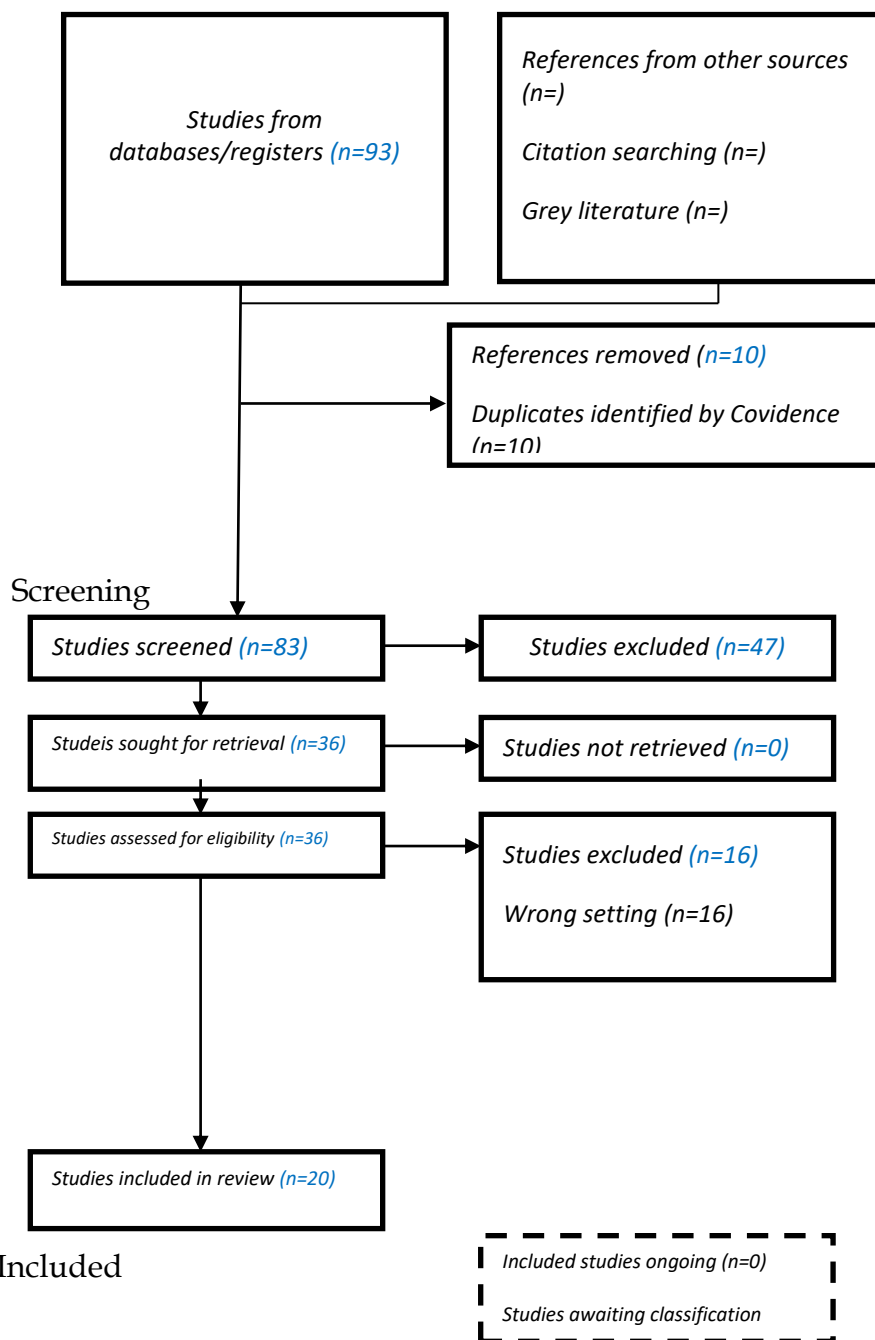 Studies from
databases/registers (n=93)
References from other sources
(n=)
Citation searching (n=)
Grey literature (n=)
References removed (n=10)
Duplicates identified by Covidence
(n=10)
Screening
Studies screened (n=83)
Studies excluded (n=47)
Studeis sought for retrieval (n=36)
Studies not retrieved (n=0)
Studies assessed for eligibility (n=36)
Studies excluded (n=16)
Wrong setting (n=16)
Studies included in review (n=20)
Included
Included studies ongoing (n=0)
Studies awaiting classification